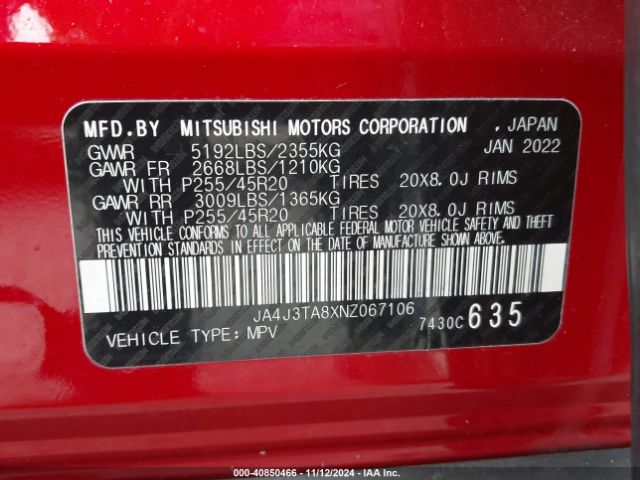 MFD.BY MITSUBISHI MOTORS CORPORATION , JAPAN
GVWR 5192LBS/2355KG JAN 2022
GAWR FR 2668LBS/1210KG
WITH P255/45R20 TIRES 20X8.0J RIMS
GAWR RR 3009LBS/1365KG
WITH P255/45R20 TIRES 20X8.0J RIMS
THIS VEHICLE CONFORMS TO ALL APPLICABLE FEDERAL MOTOR VEHICLE SAFETY AND THEFT
PREVENTION STANDARDS IN EFFECT ON THE DATE OF MANUFACTURE SHOWN ABOVE.
JA4J3TA8XNZ067106
7430C 635
VEHICLE TYPE: MPV
© COPYRIGHT - 40850466 - 11/12/2024 - IAA, LLC